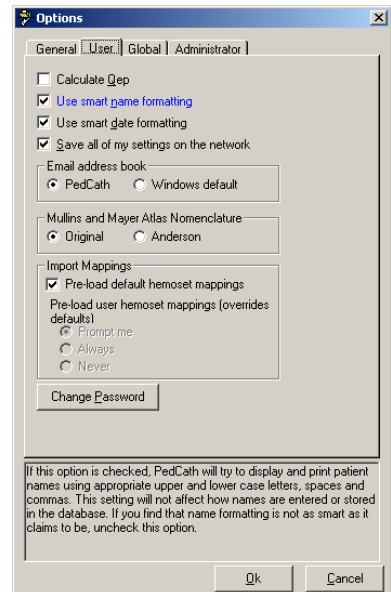 Options
General User Global Administrator
Calculate Qep
Use smart name formatting
Use smart date formatting
Save all of my settings on the network
Email address book
PedCath Windows default
Mullins and Mayer Atlas Nomenclature
Original Anderson
Import Mappings
Pre-load default hemoset mappings
Pre-load user hemoset mappings (overrides
defaults)
Prompt me
Always
Never
Change Password
If this option is checked, PedCath will try to display and print patient
names using appropriate upper and lower case letters, spaces and
commas. This setting will not affect how names are entered or stored
in the database. If you find that name formatting is not as smart as it
claims to be, uncheck this option.
Ok Cancel